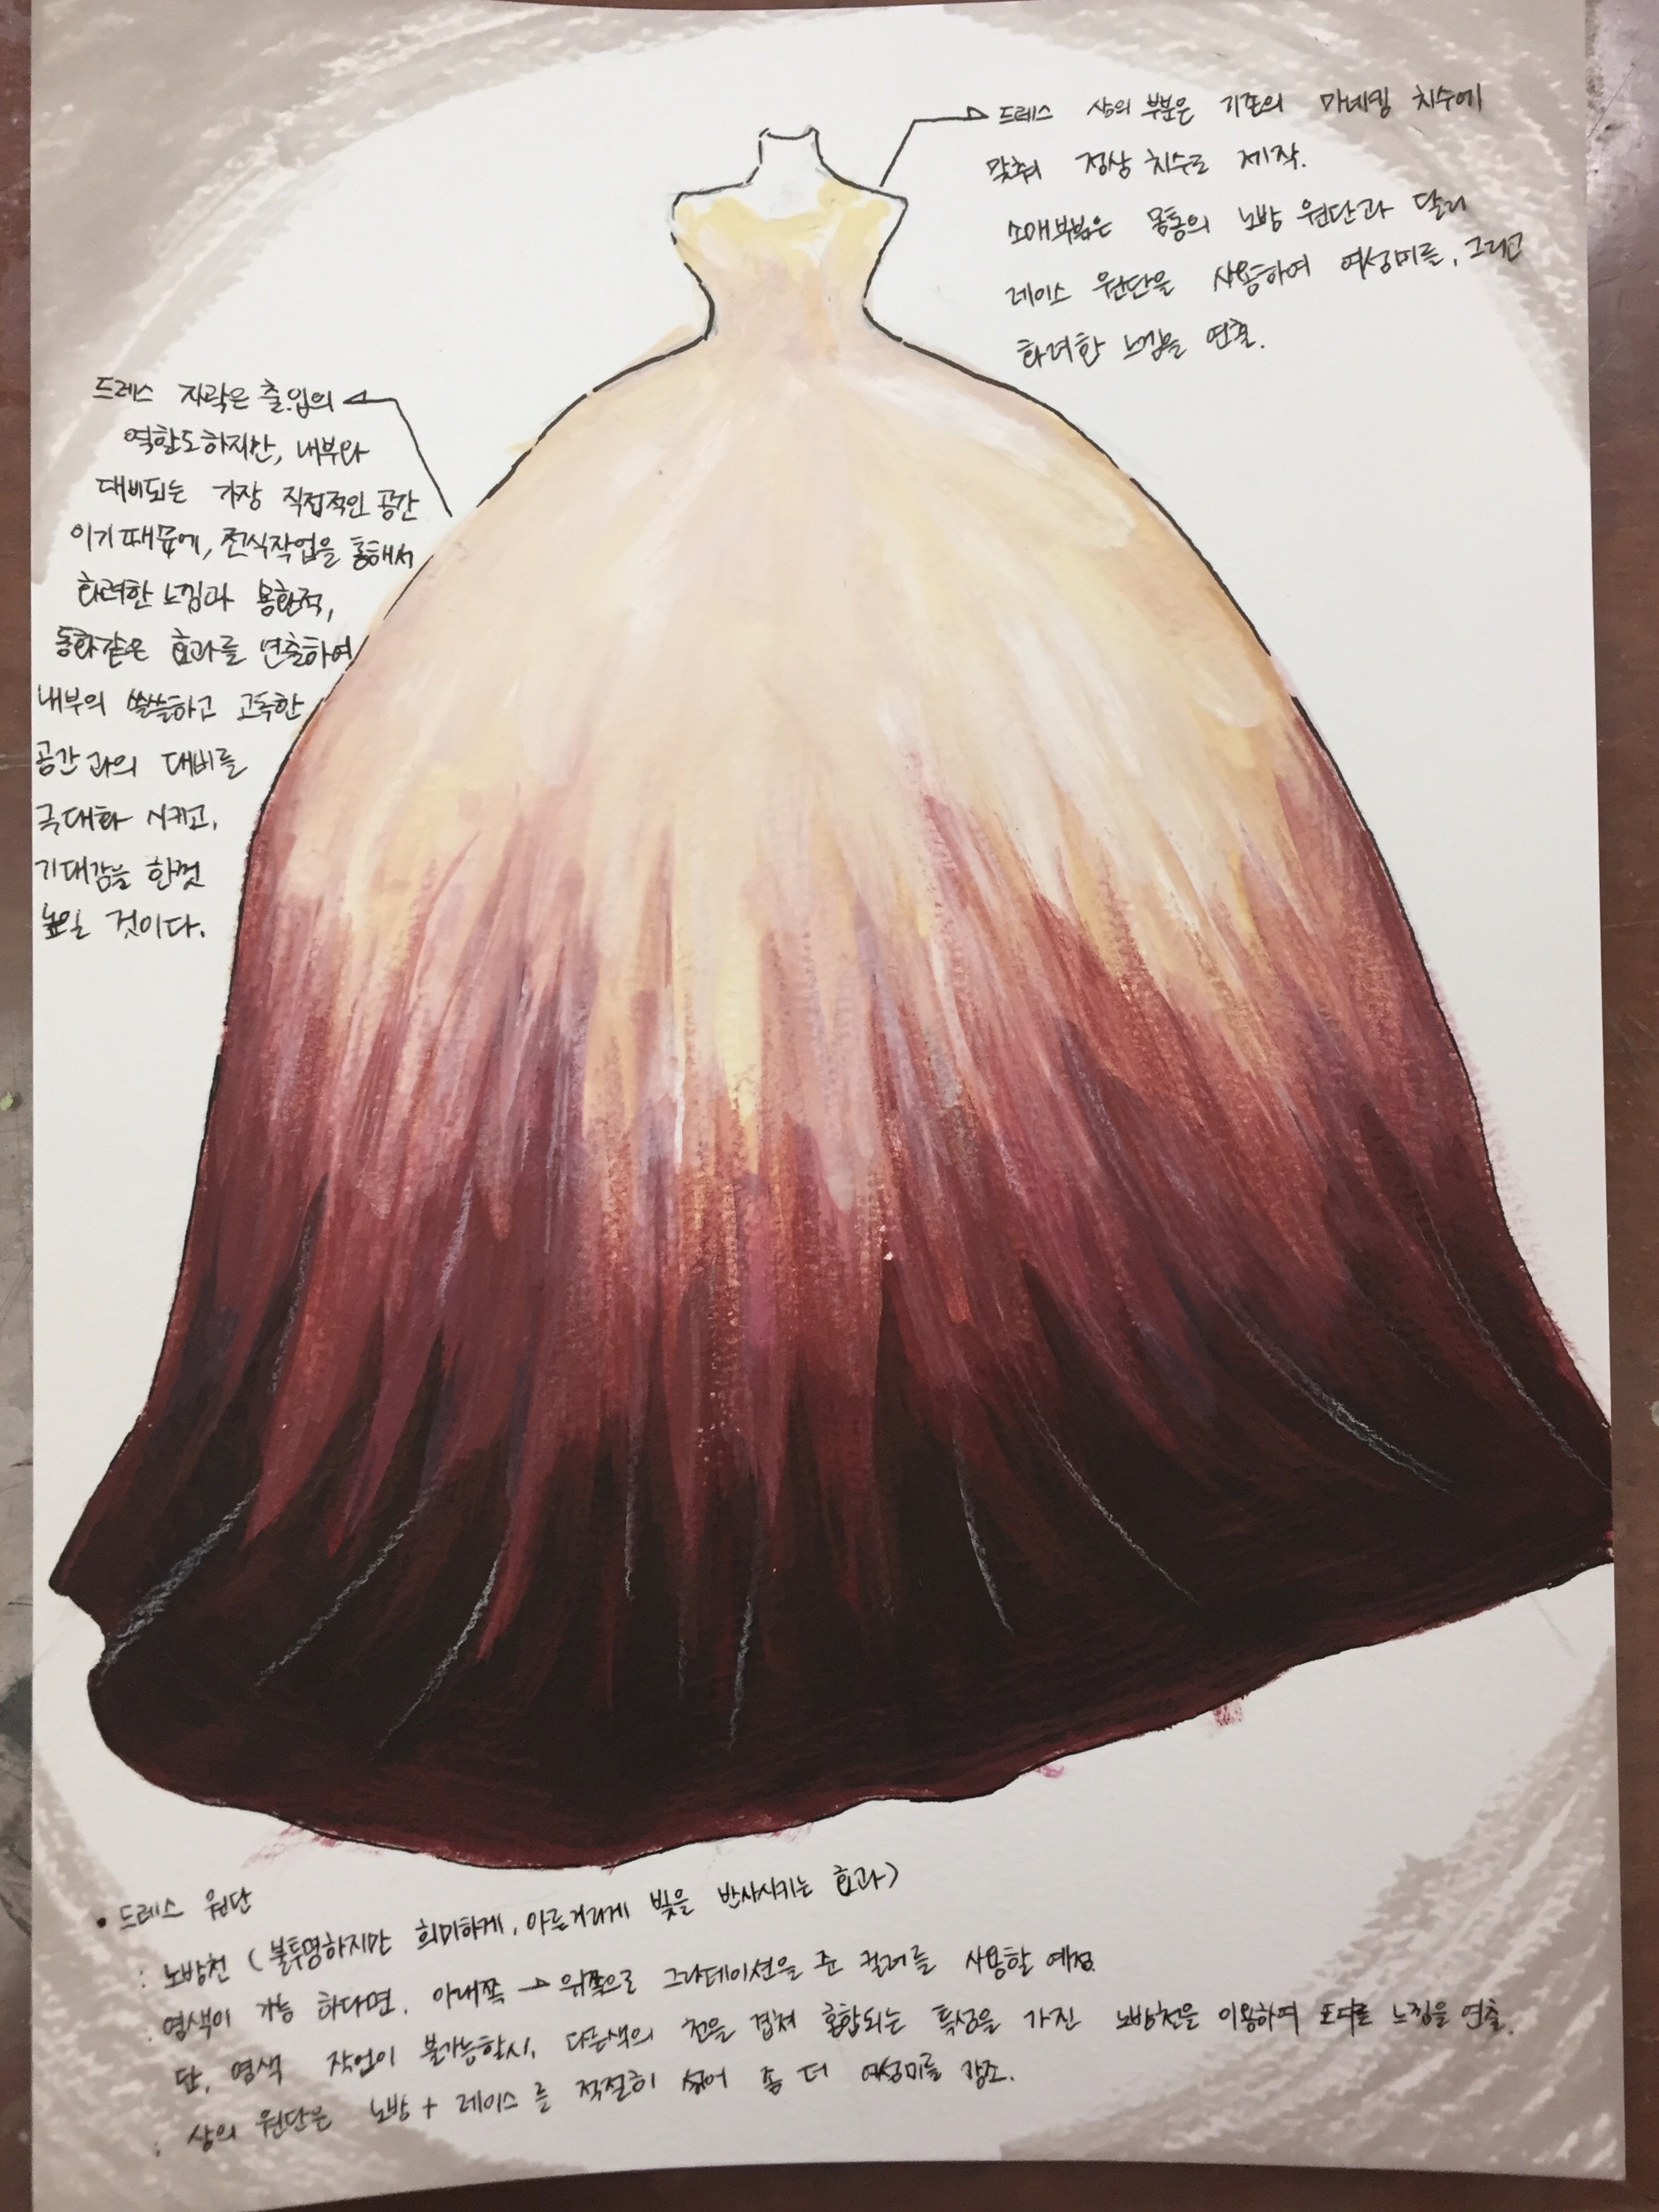 드레스 상의 부분은 기존의 마네킹 치수에
맞춰 정상 치수로 제작.
소매부분은 몸통의 노방 원단과 달리
레이스 원단을 사용하여 여성미를, 그리고
화려한 느낌을 연출.
드레스 자락은 출.입의
역할도하지만, 내부와
대비되는 가장 직접적인 공간
이기때문에, 전식작업을 통해서
화려한 느낌과 몽환적,
동화같은 효과를 연출하여
내부의 쓸쓸하고 고독한
공간과의 대비를
극대화 시키고,
기대감을 한껏
높일 것이다.
• 드레스 원단
: 노방천 (불투명하지만 희미하게, 아른거리게 빛을 반사시키는 효과)
염색이 가능 하다면, 아래쪽 → 위쪽으로 그라데이션을 준 컬러를 사용할 예정.
단, 염색 작업이 불가능할시, 다른색의 천을 겹쳐 혼합되는 특성을 가진 노방천을 이용하여 또다른 느낌을 연출.
: 상의 원단은 노방 + 레이스를 적절히 섞어 좀 더 여성미를 강조.